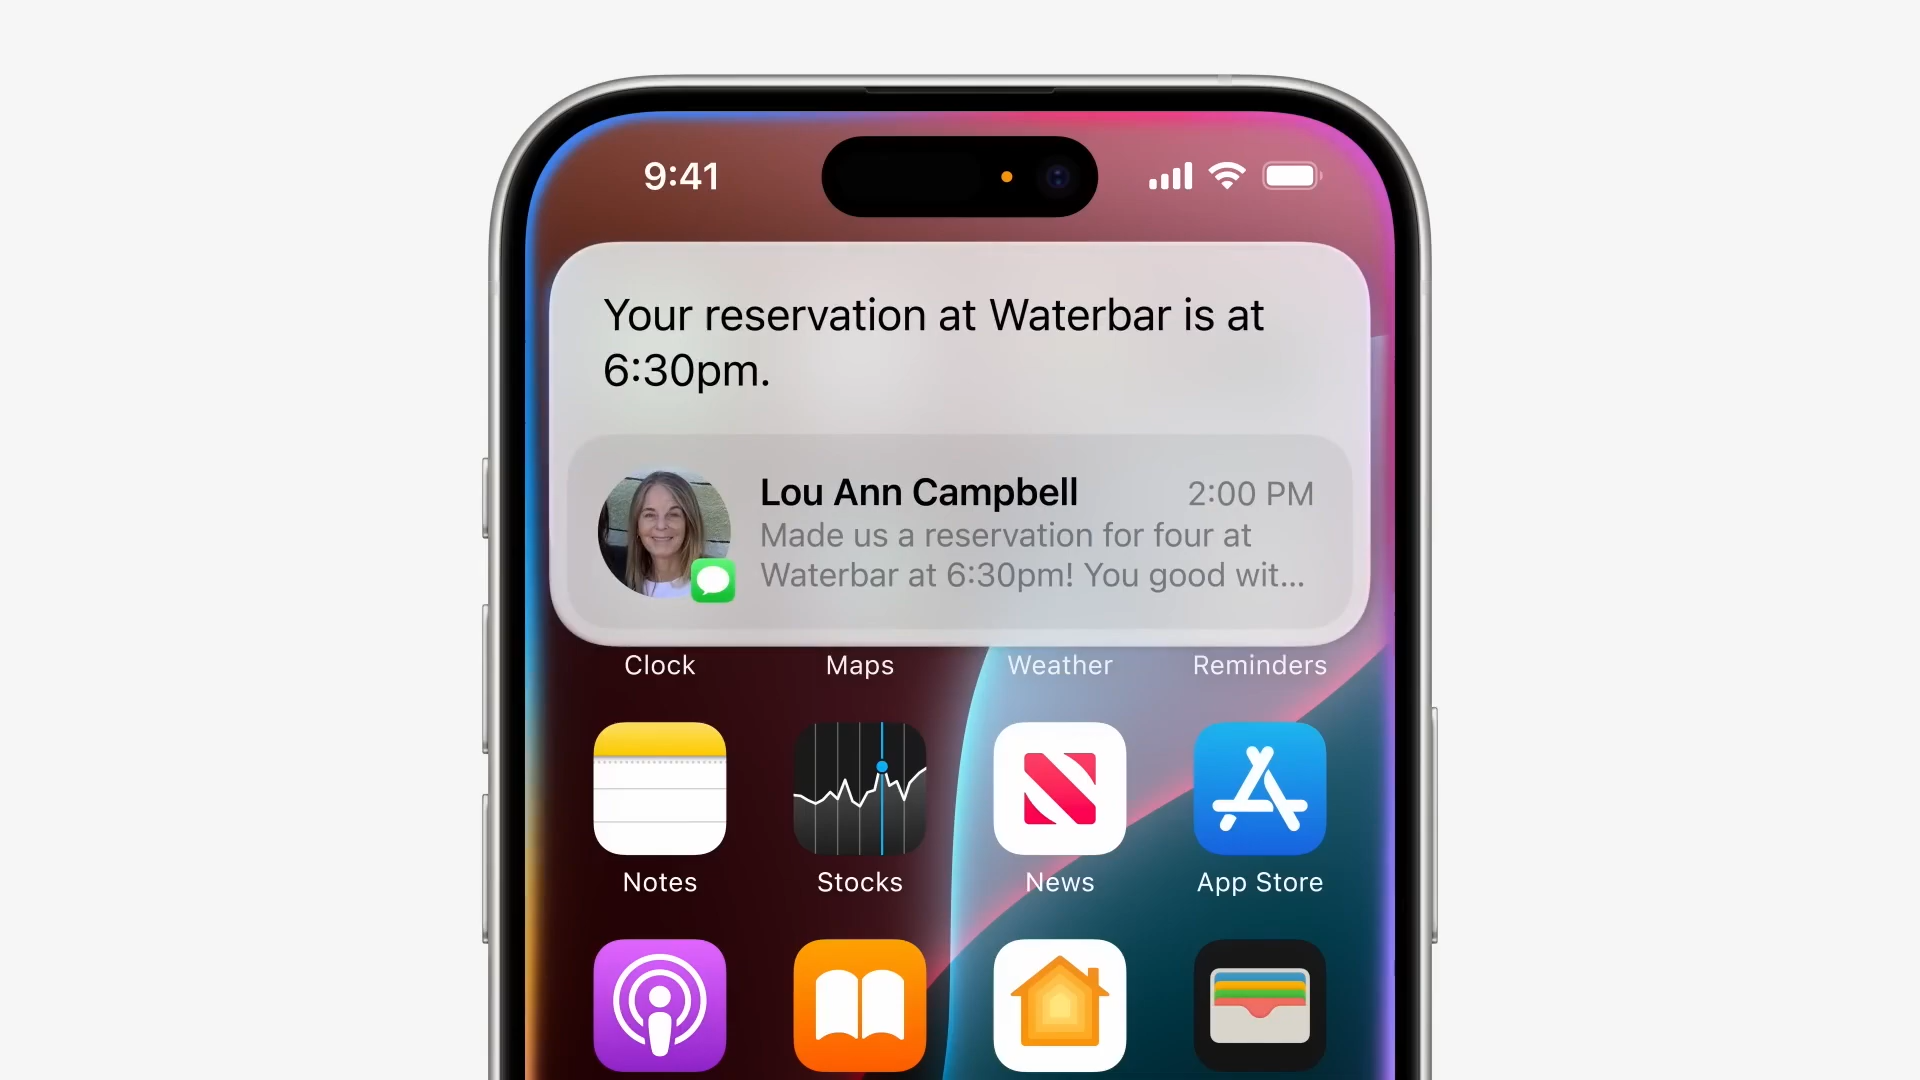 9:41
Your reservation at Waterbar is at
6:30pm.
Lou Ann Campbell
2:00 PM
Made us a reservation for four at
Waterbar at 6:30pm! You good wit...
Clock
Maps
Weather
Reminders
Notes
Stocks
News
App Store